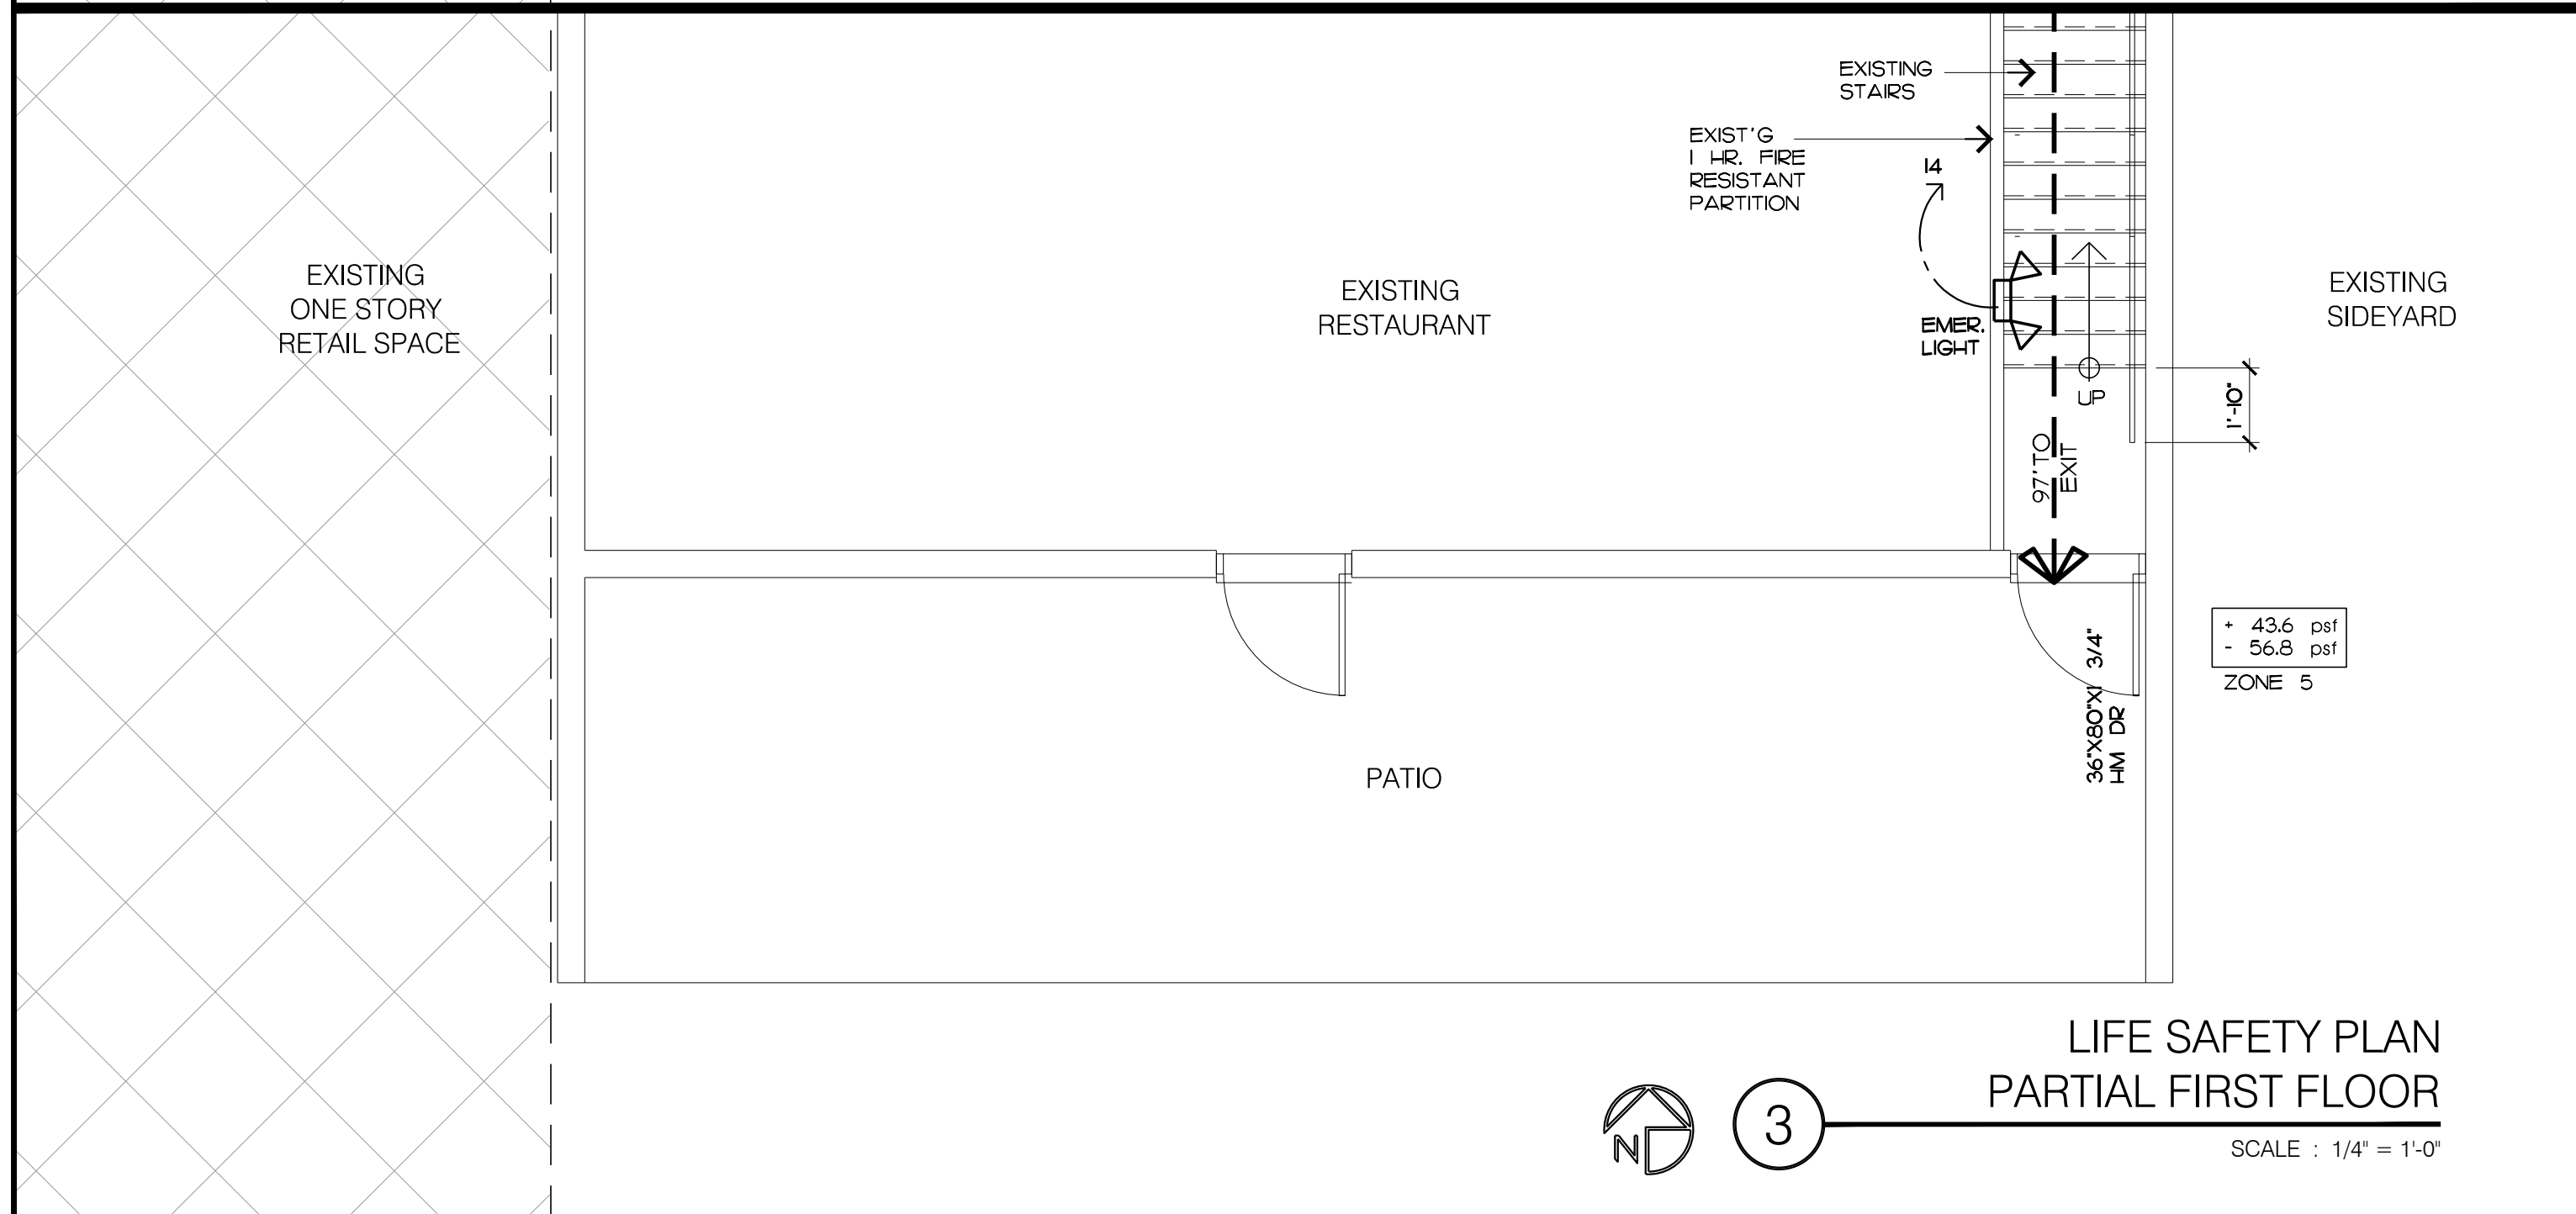 EXISTING
STAIRS
EXIST'G
1 HR. FIRE
RESISTANT
PARTITION
14
EXISTING
ONE STORY
RETAIL SPACE
EXISTING
RESTAURANT
EMER.
LIGHT
UP
EXISTING
SIDEYARD
1'-10"
97' TO
EXIT
+ 43.6 psf
- 56.8 psf
ZONE 5
36"X80"X1 3/4"
HM DR
PATIO
LIFE SAFETY PLAN
PARTIAL FIRST FLOOR
N
3
SCALE : 1/4" = 1'-0"